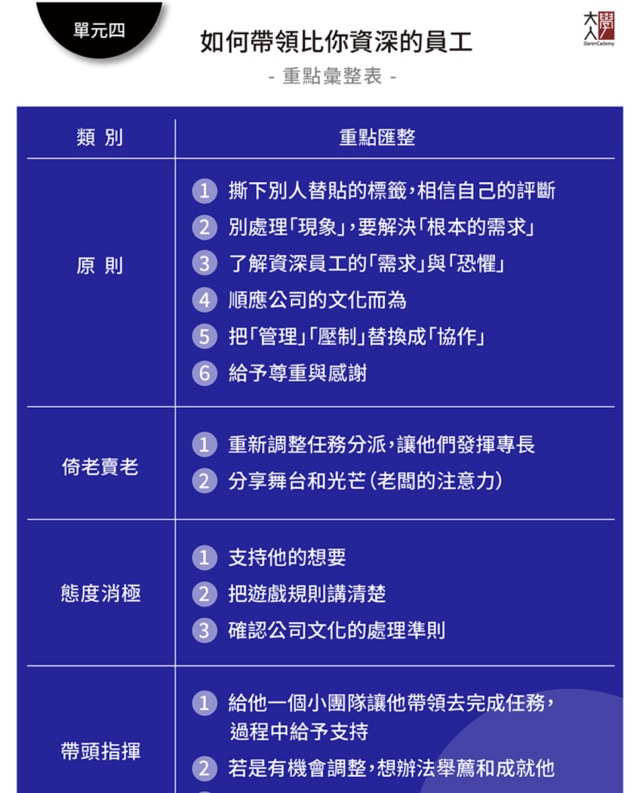 單元四
如何帶領比你資深的員工
- 重點彙整表 -
大人學
DarenCademy
類別
重點匯整
原則
1 撕下別人替貼的標籤,相信自己的評斷
2 別處理「現象」,要解決「根本的需求」
3 了解資深員工的「需求」與「恐懼」
4 順應公司的文化而為
5 把「管理」「壓制」替換成「協作」
6 給予尊重與感謝
倚老賣老
1 重新調整任務分派,讓他們發揮專長
2 分享舞台和光芒(老闆的注意力)
態度消極
1 支持他的想要
2 把遊戲規則講清楚
3 確認公司文化的處理準則
帶頭指揮
1 給他一個小團隊讓他帶領去完成任務,
過程中給予支持
2 若是有機會調整,想辦法舉薦和成就他